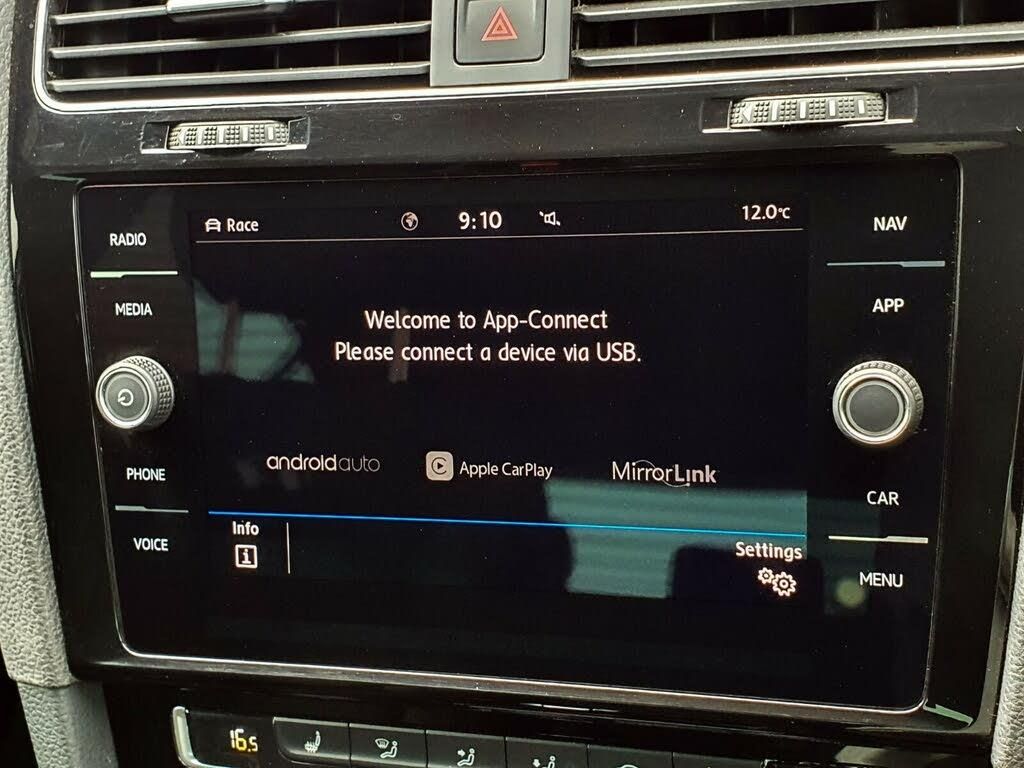 Race
9:10
12.0°C
RADIO
MEDIA
PHONE
VOICE
NAV
APP
CAR
MENU
Welcome to App-Connect
Please connect a device via USB.
androidauto
Apple CarPlay
MirrorLink
Info
i
Settings
16.5